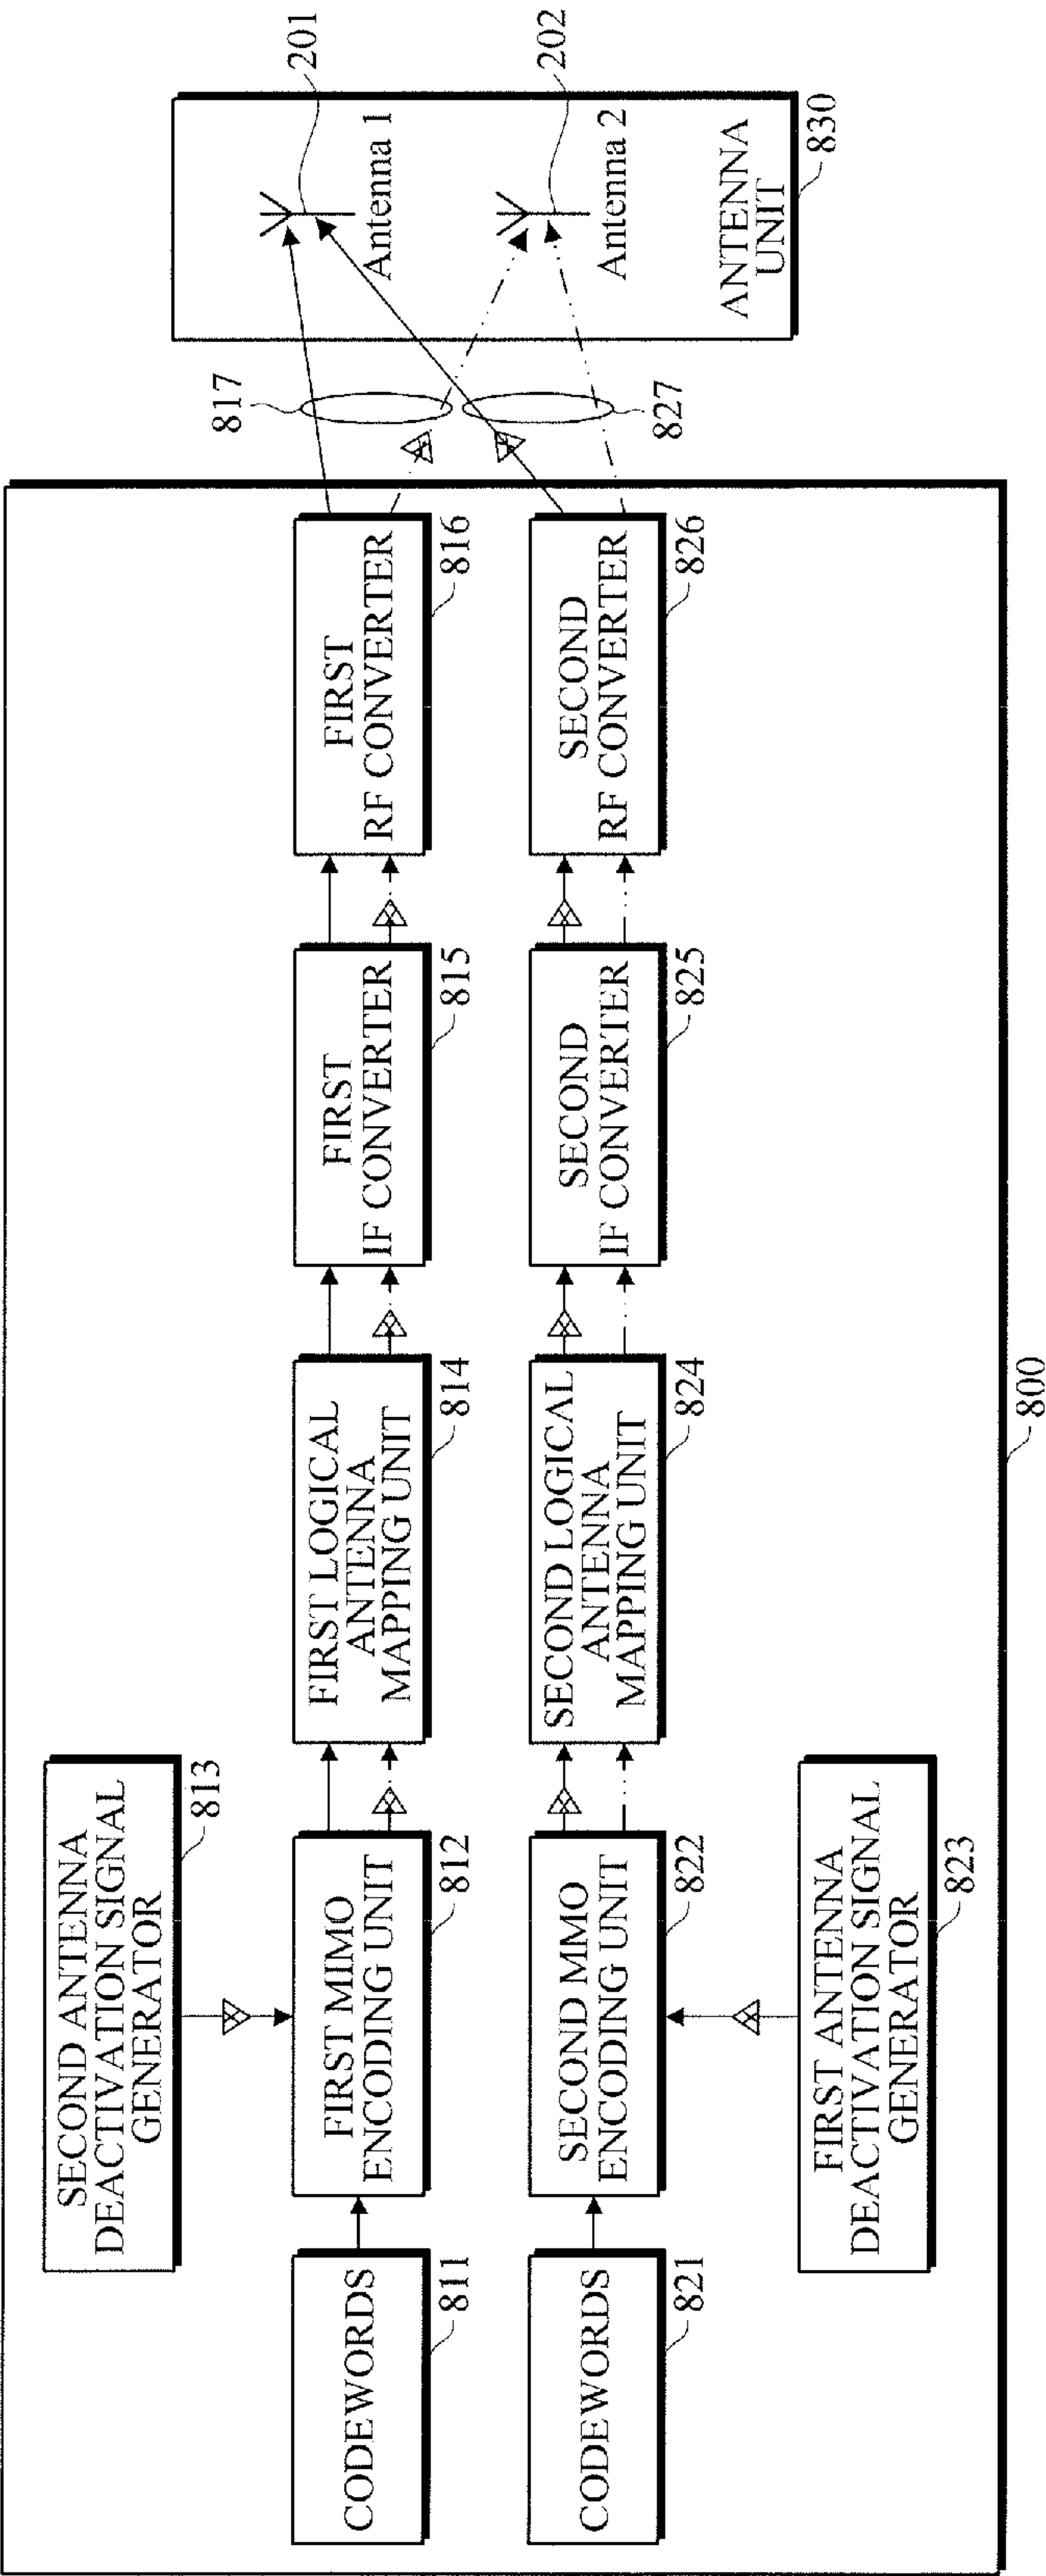 SECOND ANTENNA
DEACTIVATION SIGNAL
GENERATOR
813
CODEWORDS
811
FIRST MIMO
ENCODING UNIT
812
FIRST LOGICAL
ANTENNA
MAPPING UNIT
814
FIRST
IF CONVERTER
815
FIRST
RF CONVERTER
816
817
CODEWORDS
821
SECOND MMO
ENCODING UNIT
822
SECOND LOGICAL
ANTENNA
MAPPING UNIT
824
SECOND
IF CONVERTER
825
SECOND
RF CONVERTER
826
827
FIRST ANTENNA
DEACTIVATION SIGNAL
GENERATOR
823
800
201
Antenna 1
202
Antenna 2
ANTENNA
UNIT
830